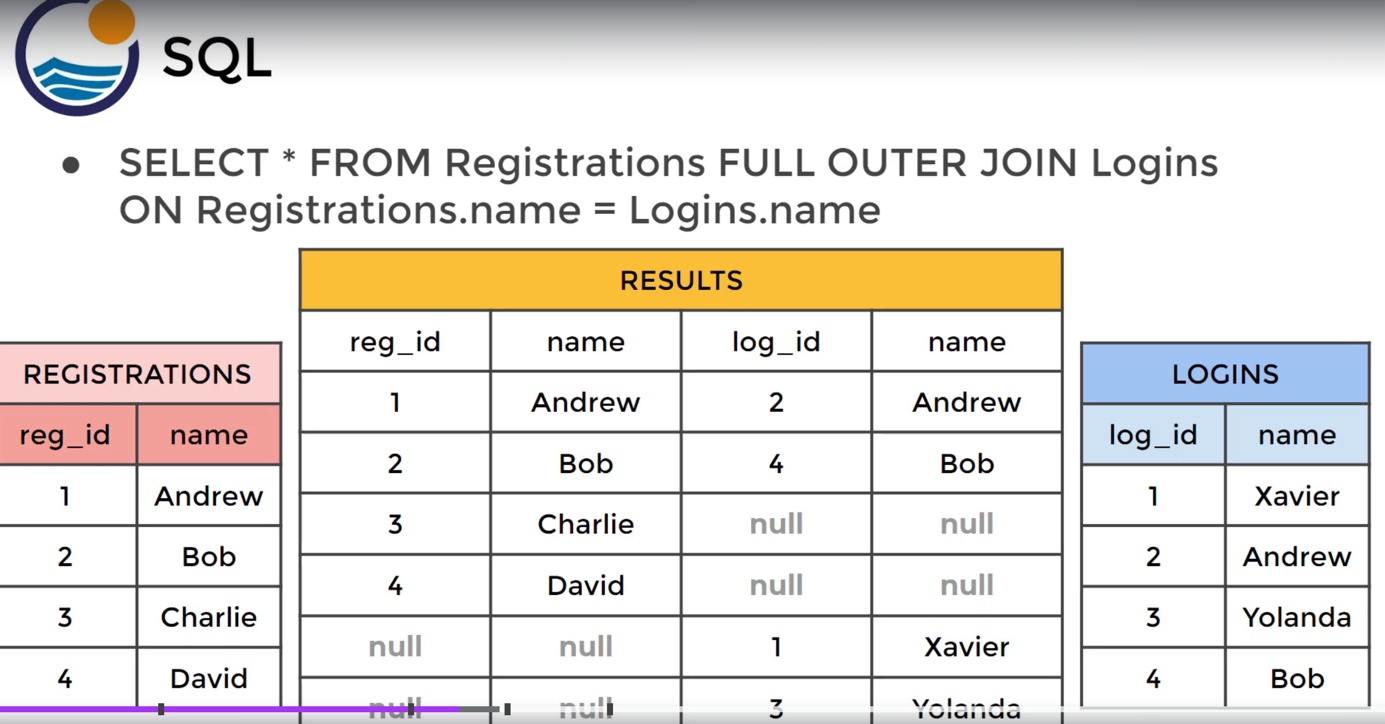 SQL
● SELECT * FROM Registrations FULL OUTER JOIN Logins
ON Registrations.name = Logins.name
RESULTS
reg_id name log_id name
1 Andrew 2 Andrew
2 Bob 4 Bob
3 Charlie null null
4 David null null
null null 1 Xavier
null null 3 Yolanda
REGISTRATIONS
reg_id name
1 Andrew
2 Bob
3 Charlie
4 David
LOGINS
log_id name
1 Xavier
2 Andrew
3 Yolanda
4 Bob